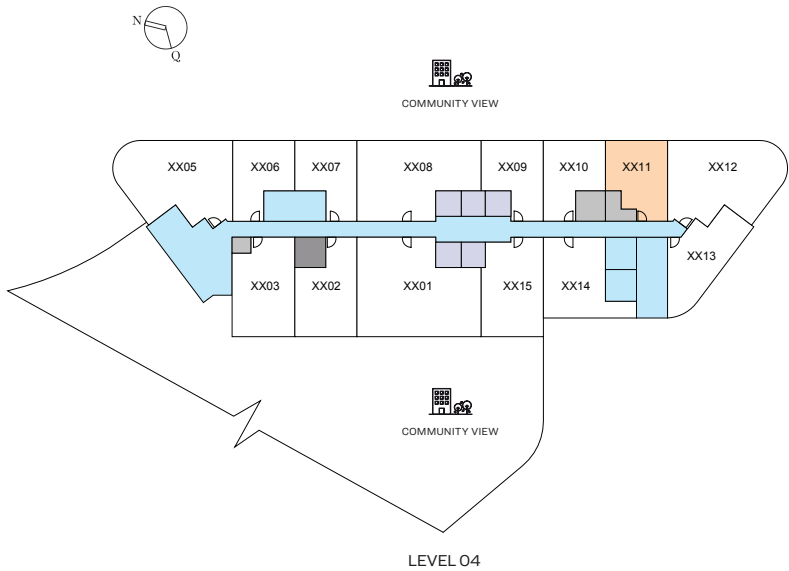 N
Q
COMMUNITY VIEW
XX05
XX06
XX07
XX08
XX09
XX10
XX11
XX12
XX13
XX03
XX02
XX01
XX15
XX14
COMMUNITY VIEW
LEVEL 04